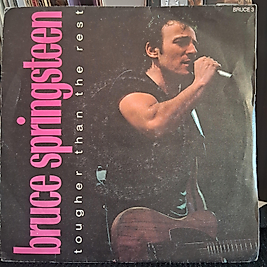 bruce springsteen
tougher than the rest
BRUCE 3